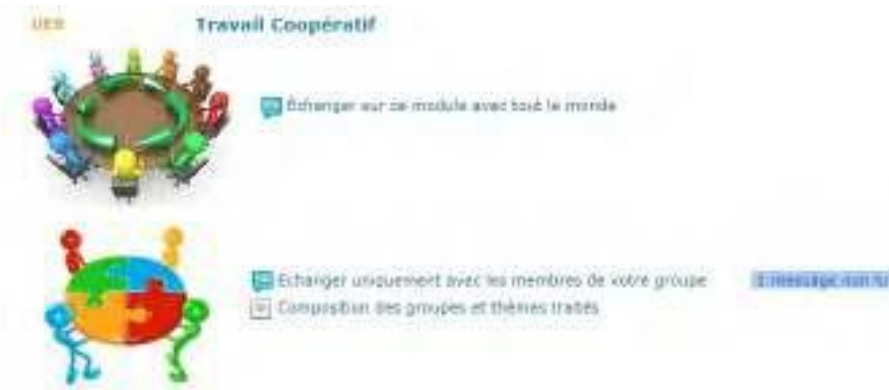 UE8 Travail Coopératif
Echanger sur ce module avec tout le monde
Echanger uniquement avec les membres de votre groupe 1 message non lu
Composition des groupes et thèmes traités